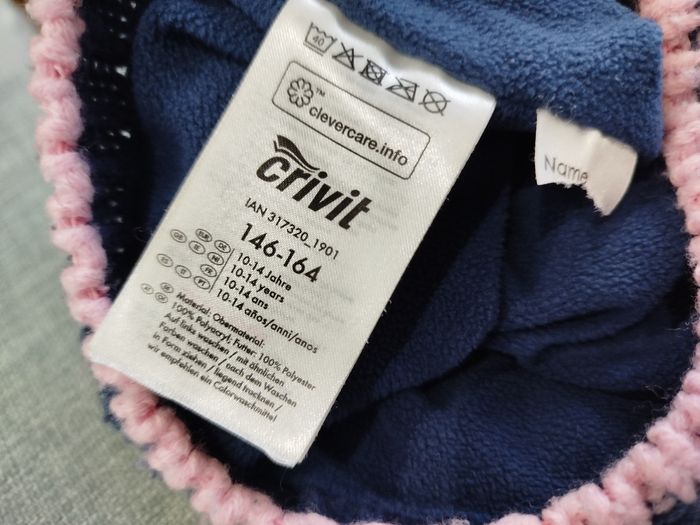 40
™
clevercare.info
crivit
IAN 317320_1901
146-164
10-14 Jahre
10-14 years
10-14 ans
10-14 años/anni/anos
Material: Obermaterial:
100% Polyacryl; Futter: 100% Polyester
Auf links waschen / mit ähnlichen
Farben waschen / nach dem Waschen
in Form ziehen / liegend trocknen /
wir empfehlen ein Colorwaschmittel
Name